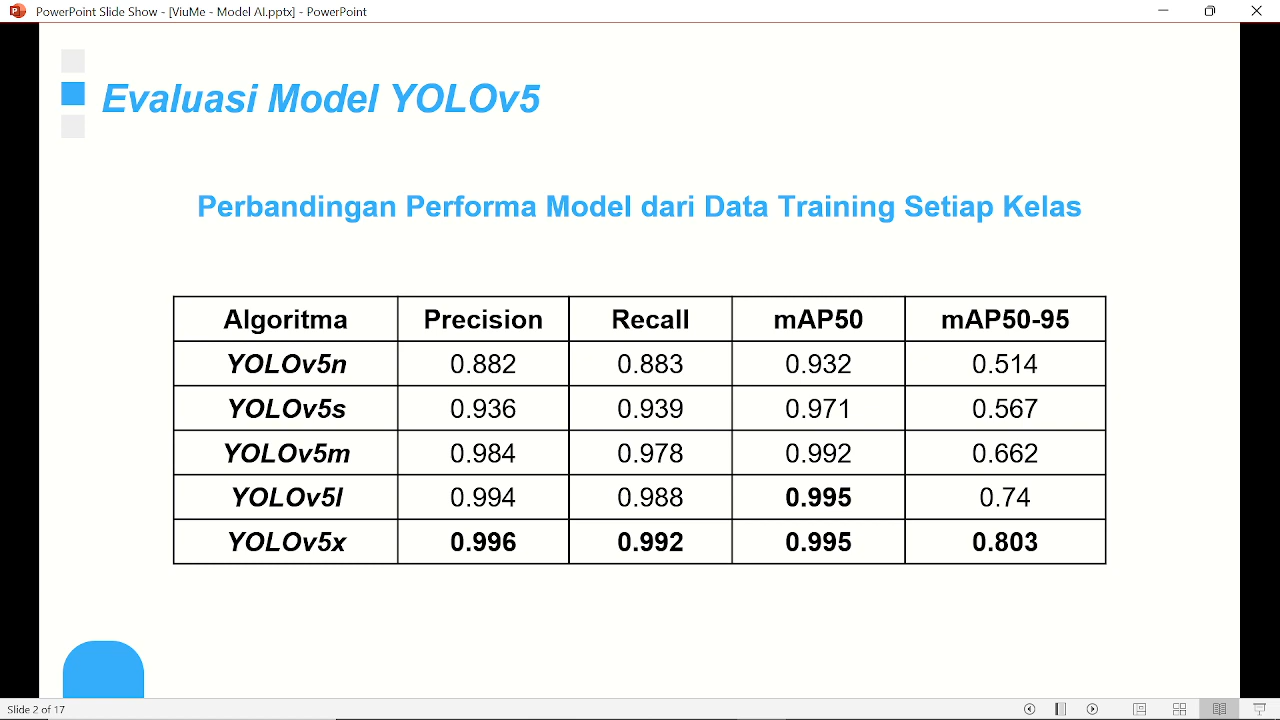 PowerPoint Slide Show - [ViuMe - Model AI.pptx] - PowerPoint
Evaluasi Model YOLOv5
Perbandingan Performa Model dari Data Training Setiap Kelas
Algoritma Precision Recall mAP50 mAP50-95
YOLOv5n 0.882 0.883 0.932 0.514
YOLOv5s 0.936 0.939 0.971 0.567
YOLOv5m 0.984 0.978 0.992 0.662
YOLOv5l 0.994 0.988 0.995 0.74
YOLOv5x 0.996 0.992 0.995 0.803
Slide 2 of 17